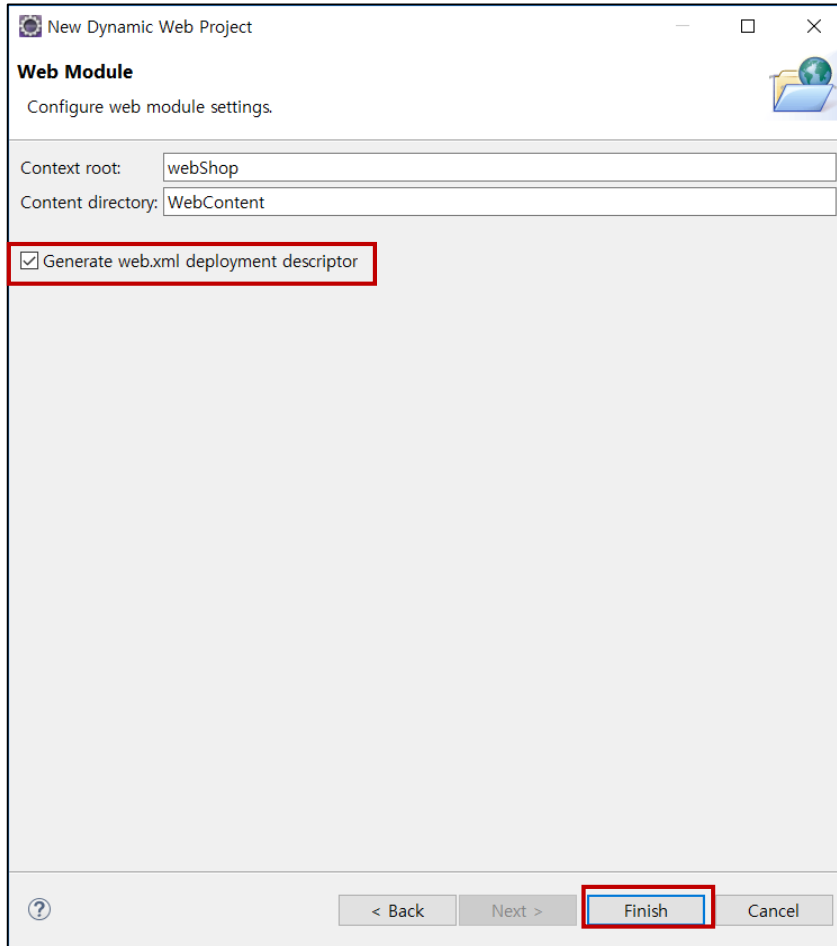 New Dynamic Web Project
Web Module
Configure web module settings.
Context root: webShop
Content directory: WebContent
Generate web.xml deployment descriptor
? < Back Next > Finish Cancel